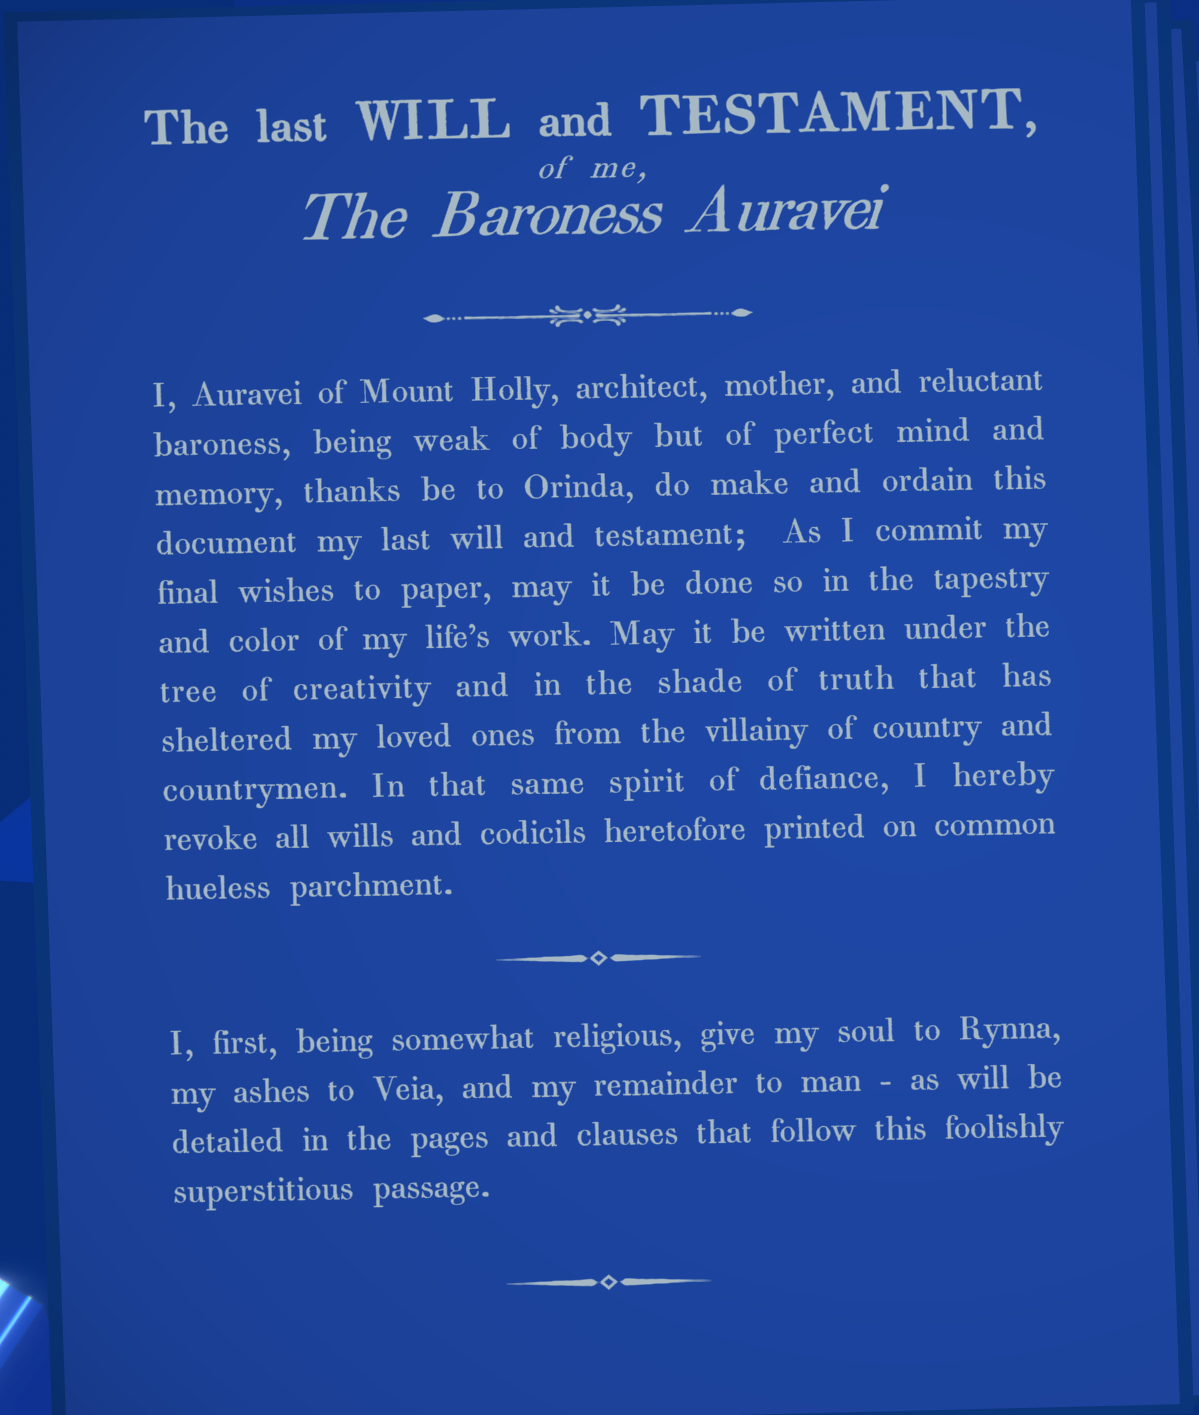 The last WILL and TESTAMENT,
of me,
The Baroness Auravei
I, Auravei of Mount Holly, architect, mother, and reluctant
baroness, being weak of body but of perfect mind and
memory, thanks be to Orinda, do make and ordain this
document my last will and testament; As I commit my
final wishes to paper, may it be done so in the tapestry
and color of my life’s work. May it be written under the
tree of creativity and in the shade of truth that has
sheltered my loved ones from the villainy of country and
countrymen. In that same spirit of defiance, I hereby
revoke all wills and codicils heretofore printed on common
hueless parchment.
I, first, being somewhat religious, give my soul to Rynna,
my ashes to Veia, and my remainder to man - as will be
detailed in the pages and clauses that follow this foolishly
superstitious passage.